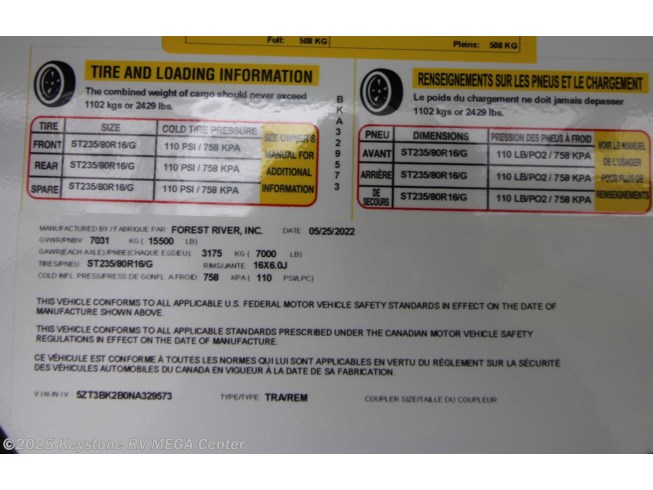 Full: 508 KG
Pleins: 508 KG
TIRE AND LOADING INFORMATION
The combined weight of cargo should never exceed
1102 kgs or 2429 lbs.
TIRE SIZE COLD TIRE PRESSURE SEE OWNER'S MANUAL FOR ADDITIONAL INFORMATION
FRONT ST235/80R16/G 110 PSI / 758 KPA
REAR ST235/80R16/G 110 PSI / 758 KPA
SPARE ST235/80R16/G 110 PSI / 758 KPA
BKA329573
RENSEIGNEMENTS SUR LES PNEUS ET LE CHARGEMENT
Le poids du chargement ne doit jamais depasser
1102 kgs or 2429 lbs.
PNEU DIMENSIONS PRESSION DES PNEUS À FROID VOIR LE MANUEL DE L'USAGER POUR PLUS DE RENSEIGNEMENTS
AVANT ST235/80R16/G 110 LB/PO2 / 758 KPA
ARRIÈRE ST235/80R16/G 110 LB/PO2 / 758 KPA
DE SECOURS ST235/80R16/G 110 LB/PO2 / 758 KPA
MANUFACTURED BY / FABRIQUE PAR: FOREST RIVER, INC. DATE: 05/25/2022
GVWR/PNBV 7031 KG ( 15500 LB)
GAWR(EACH AXLE)/PNBE(CHAQUE ESSIEU) 3175 KG ( 7000 LB)
TIRES/PNEU: ST235/80R16/G RIMS/JANTE: 16X6.0J
COLD INFL. PRESS/PRESS DE GONFL. A FROID 758 KPA ( 110 PSI/LPC)
THIS VEHICLE CONFORMS TO ALL APPLICABLE U.S. FEDERAL MOTOR VEHICLE SAFETY STANDARDS IN EFFECT ON THE DATE OF
MANUFACTURE SHOWN ABOVE.
THIS VEHICLE CONFORMS TO ALL APPLICABLE STANDARDS PRESCRIBED UNDER THE CANADIAN MOTOR VEHICLE SAFETY
REGULATIONS IN EFFECT ON THE DATE OF MANUFACTURE.
CE VÉHICULE EST CONFORME À TOUTES LES NORMES QUI LUI SONT APPLICABLES EN VERTU DU RÉGLEMENT SUR LA SÉCURITÉ
DES VÉHICULES AUTOMOBILES DU CANADA EN VIGUEUR À LA DATE DE SA FABRICATION.
V I N / N I V : 5ZT3BK2B0NA329573 TYPE/TYPE: TRA/REM COUPLER SIZE/TAILLE DU COUPLEUR
© 2025 Keystone RV MEGA Center